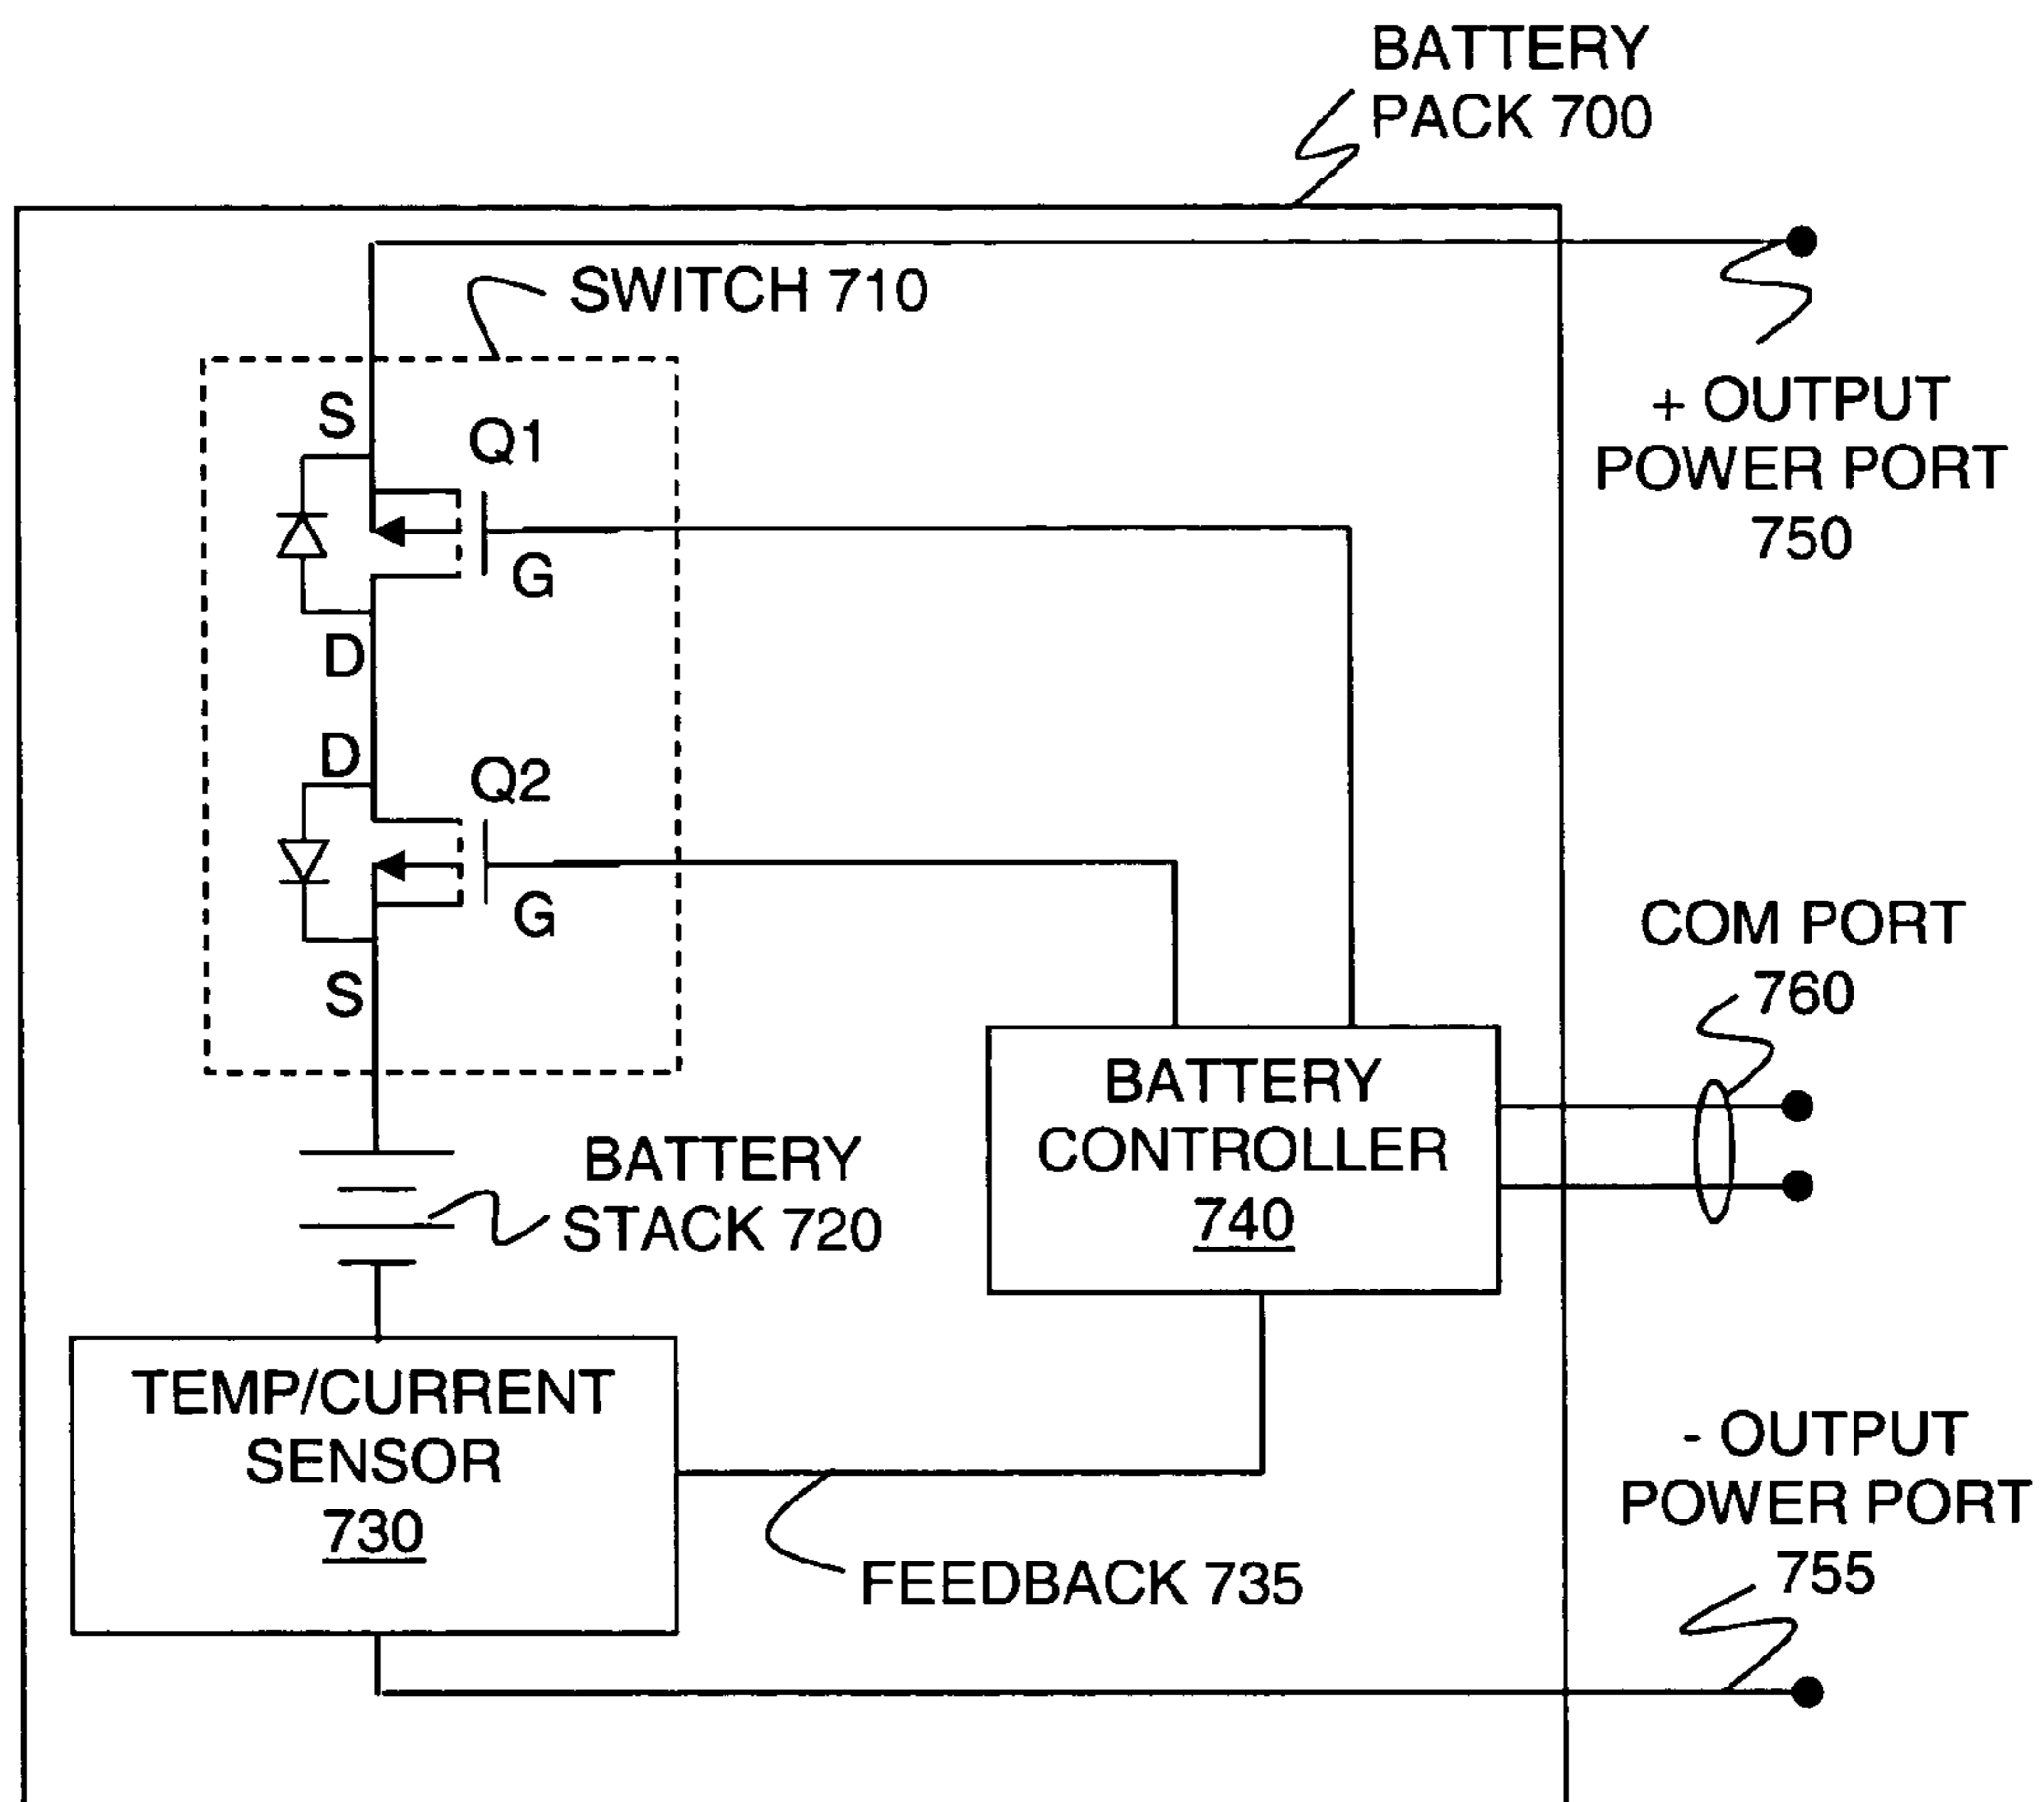 BATTERY
PACK 700
SWITCH 710
+ OUTPUT
POWER PORT
750
S
Q1
G
D
D
Q2
G
S
COM PORT
760
BATTERY
CONTROLLER
740
BATTERY
STACK 720
TEMP/CURRENT
SENSOR
730
FEEDBACK 735
- OUTPUT
POWER PORT
755